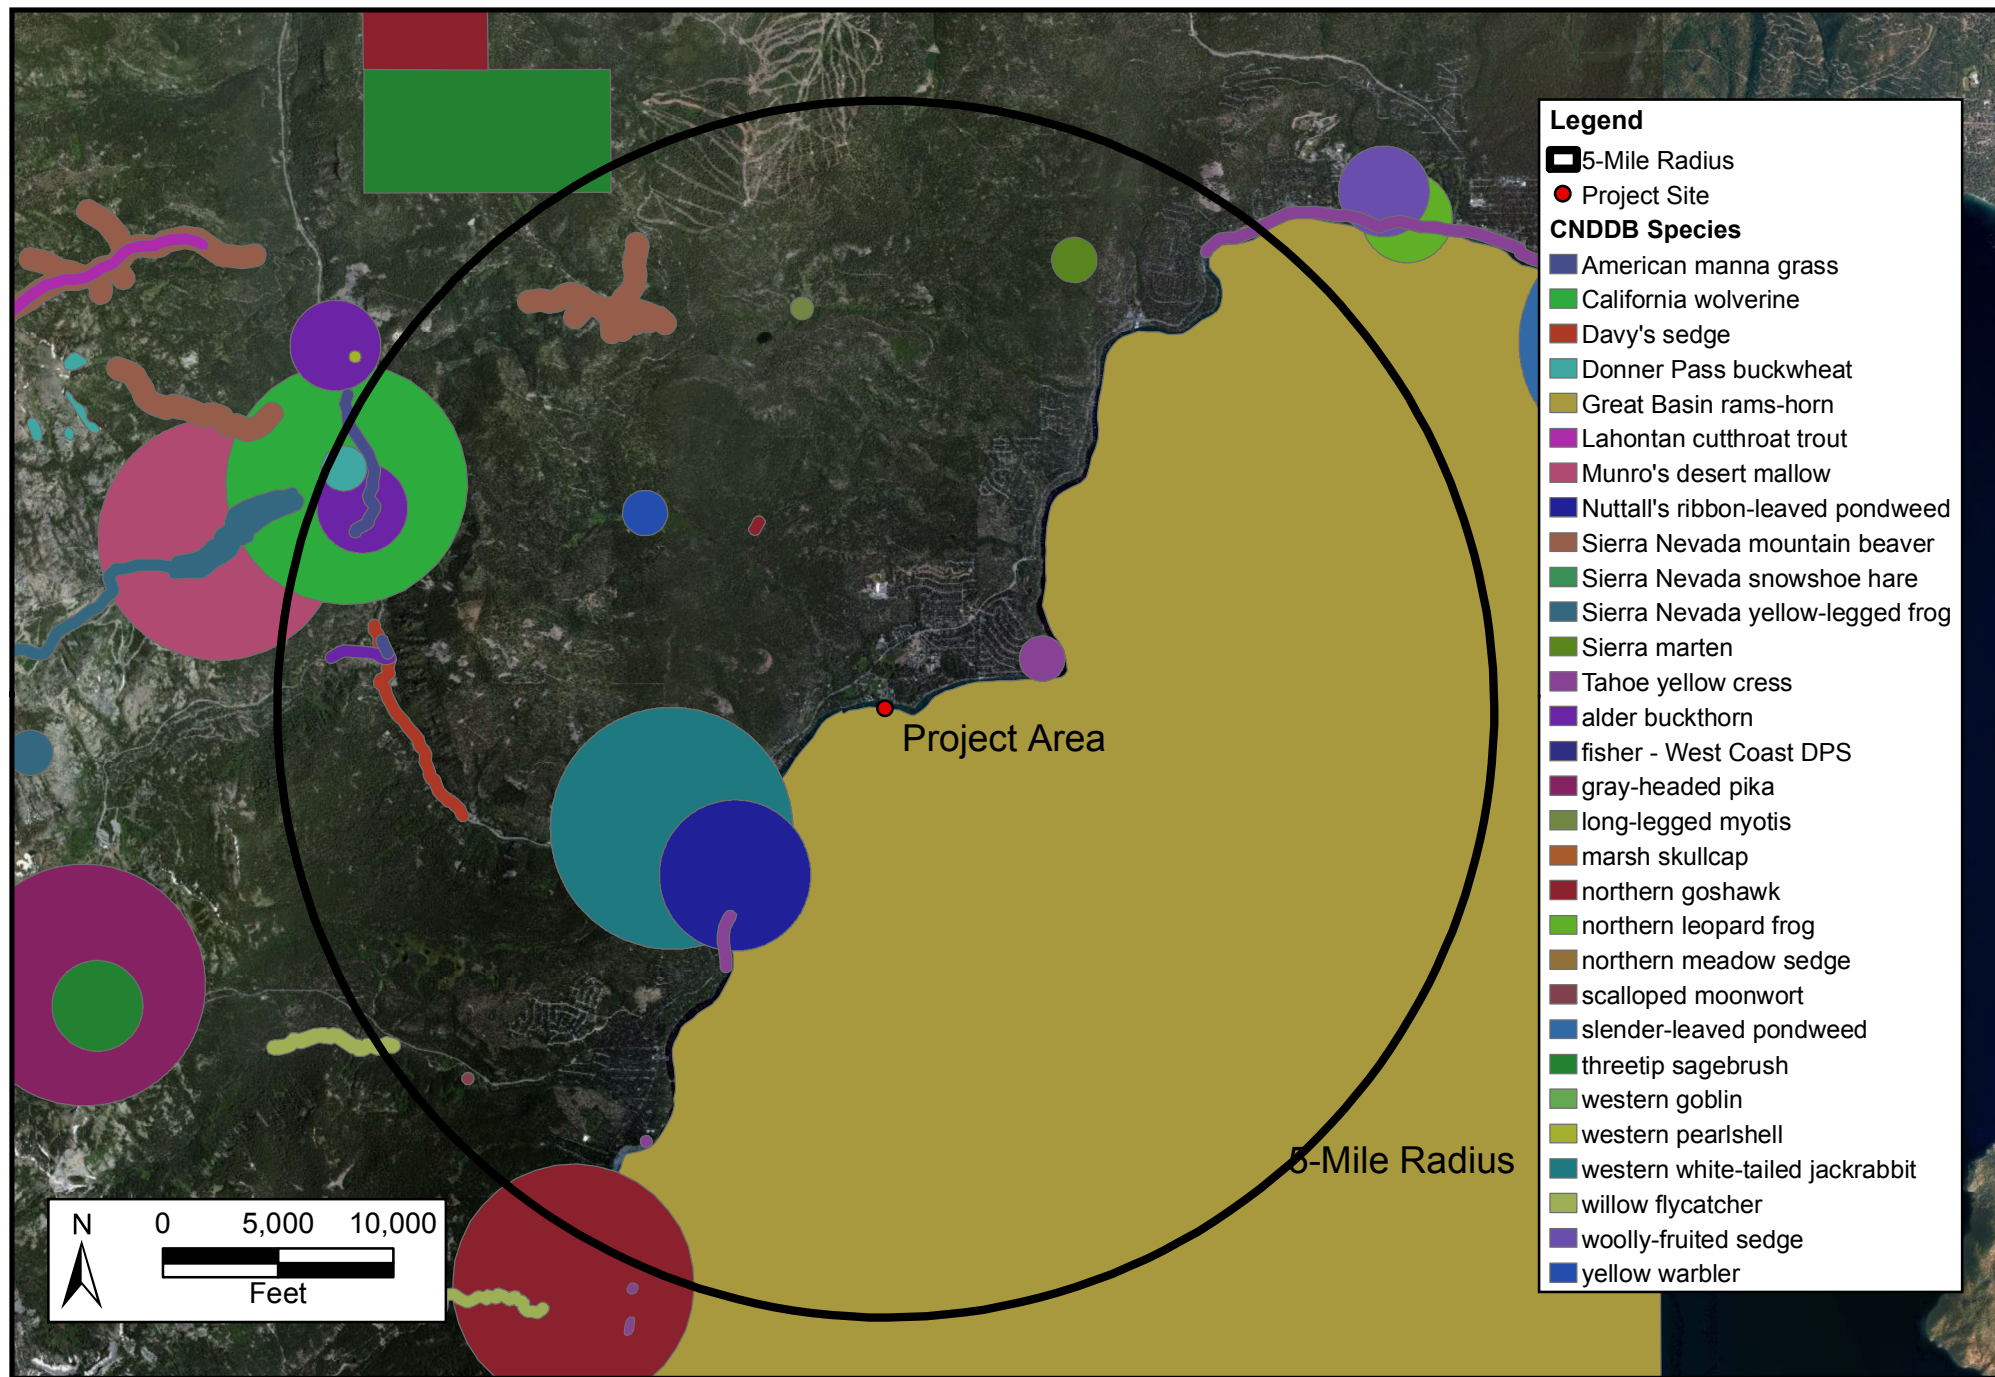 Legend
5-Mile Radius
Project Site
CNDDB Species
American manna grass
California wolverine
Davy's sedge
Donner Pass buckwheat
Great Basin rams-horn
Lahontan cutthroat trout
Munro's desert mallow
Nuttall's ribbon-leaved pondweed
Sierra Nevada mountain beaver
Sierra Nevada snowshoe hare
Sierra Nevada yellow-legged frog
Sierra marten
Tahoe yellow cress
alder buckthorn
fisher - West Coast DPS
gray-headed pika
long-legged myotis
marsh skullcap
northern goshawk
northern leopard frog
northern meadow sedge
scalloped moonwort
slender-leaved pondweed
threetip sagebrush
western goblin
western pearlshell
western white-tailed jackrabbit
willow flycatcher
woolly-fruited sedge
yellow warbler
Project Area
5-Mile Radius
N 0 5,000 10,000
Feet